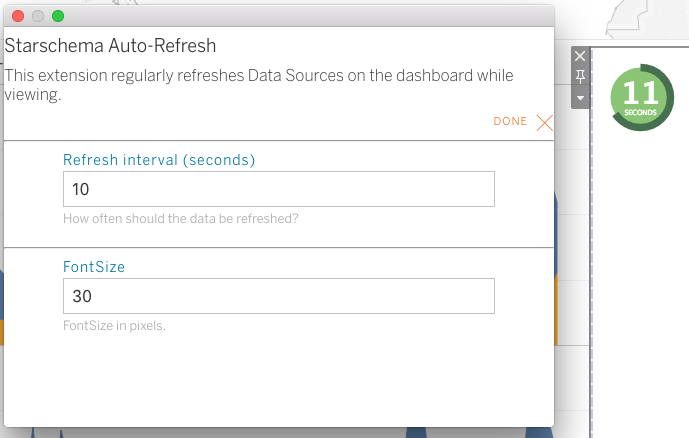 Starschema Auto-Refresh
This extension regularly refreshes Data Sources on the dashboard while
viewing.
DONE
Refresh interval (seconds)
10
How often should the data be refreshed?
FontSize
30
FontSize in pixels.
11
SECONDS